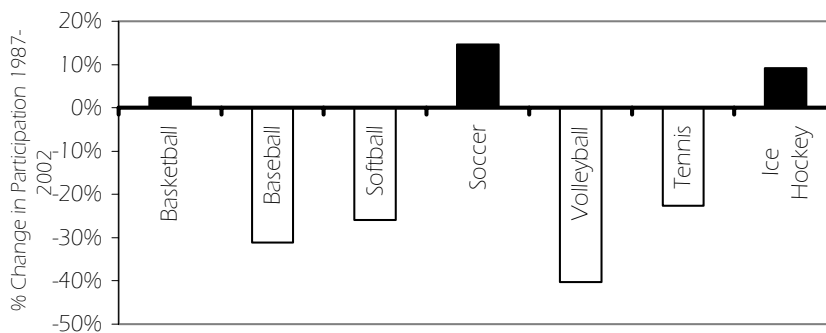 % Change in Participation 1987-
2002
20%
10%
0%
-10%
-20%
-30%
-40%
-50%
Basketball
Baseball
Softball
Soccer
Volleyball
Tennis
Ice
Hockey